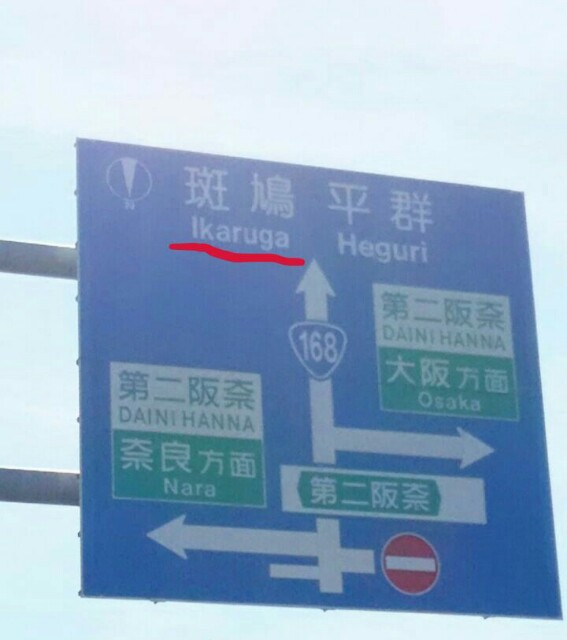 斑鳩 平群
Ikaruga Heguri
168
第二阪奈
DAINI HANNA
大阪方面
Osaka
第二阪奈
DAINI HANNA
奈良方面
Nara
第二阪奈